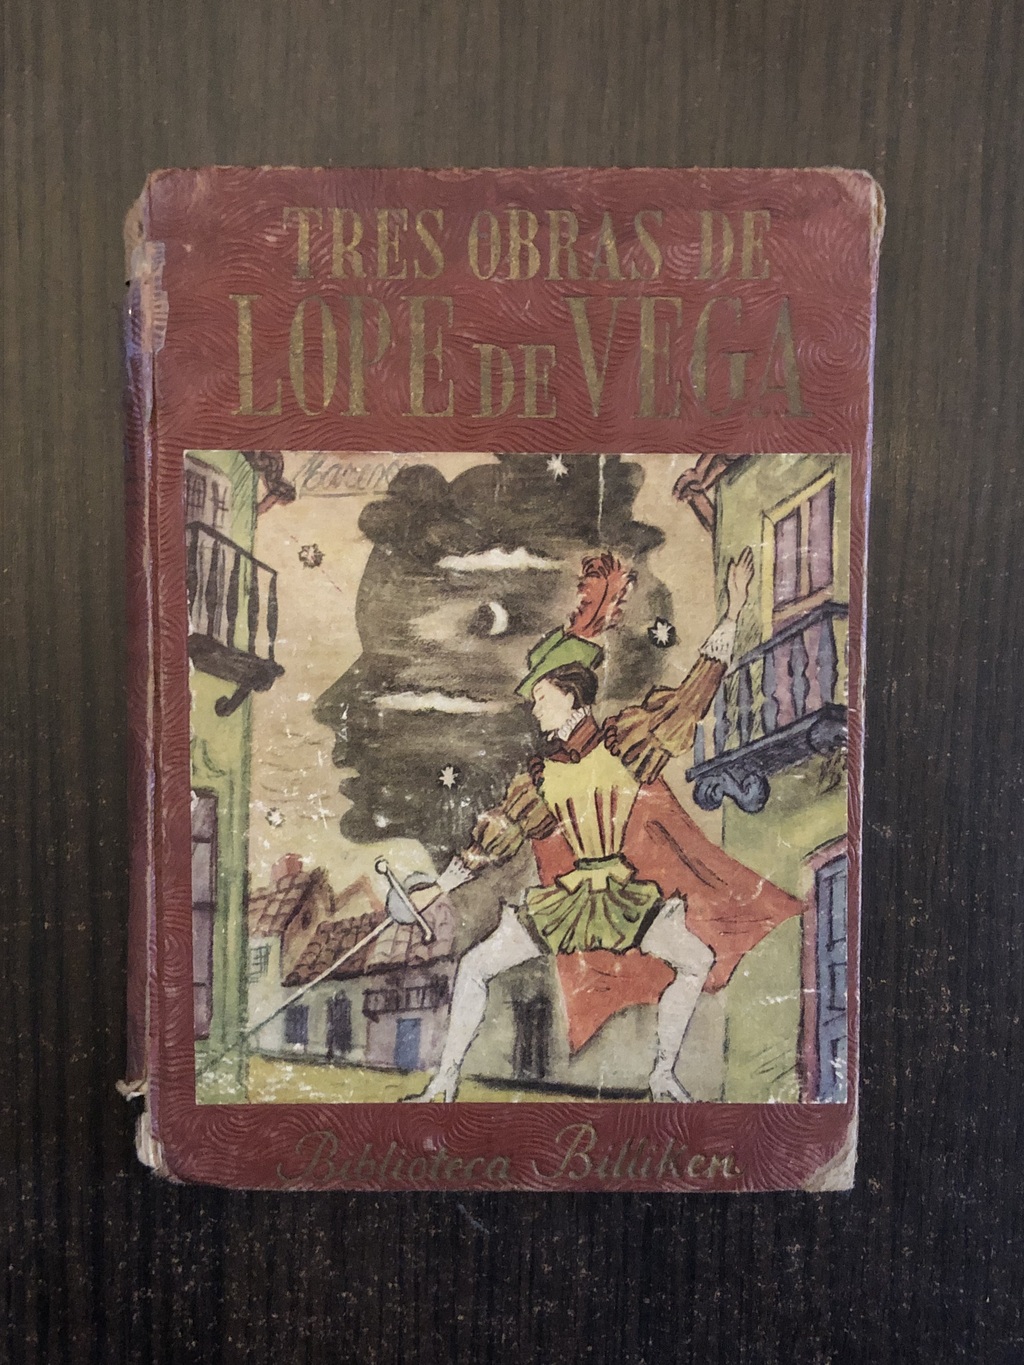 TRES OBRAS DE
LOPE DE VEGA
Biblioteca Billiken